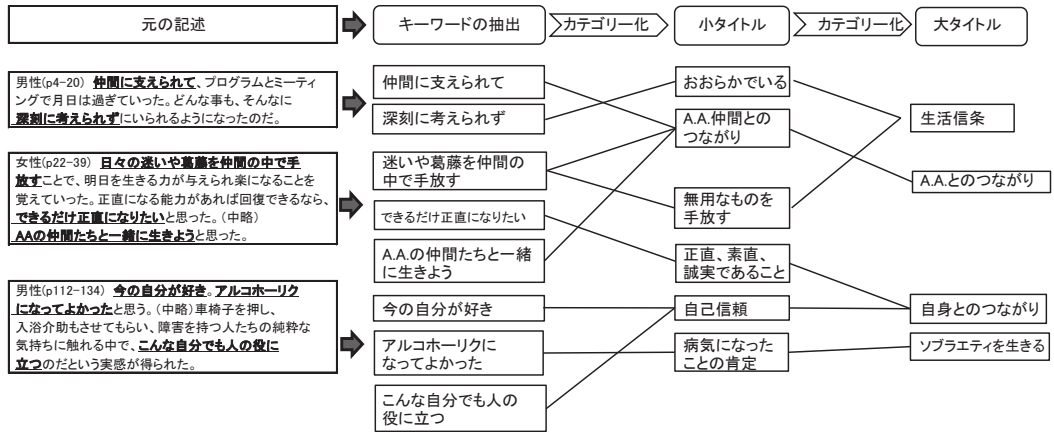 元の記述
キーワードの抽出
カテゴリー化
小タイトル
カテゴリー化
大タイトル
男性(p4-20) 仲間に支えられて、プログラムとミーティ
ングで月日は過ぎていった。どんな事も、そんなに
深刻に考えられずにいられるようになったのだ。
女性(p22-39) 日々の迷いや葛藤を仲間の中で手
放すことで、明日を生きる力が与えられ楽になることを
覚えていった。正直になる能力があれば回復できるなら、
できるだけ正直になりたいと思った。(中略)
AAの仲間たちと一緒に生きようと思った。
男性(p112-134) 今の自分が好き。アルコホーリク
になってよかったと思う。(中略)車椅子を押し、
入浴介助もさせてもらい、障害を持つ人たちの純粋な
気持ちに触れる中で、こんな自分でも人の役に
立つのだという実感が得られた。
仲間に支えられて
深刻に考えられず
迷いや葛藤を仲間の
中で手放す
できるだけ正直になりたい
A.A.の仲間たちと一緒
に生きよう
今の自分が好き
アルコホーリクに
なってよかった
こんな自分でも人の
役に立つ
おおらかでいる
A.A.仲間との
つながり
無用なものを
手放す
正直、素直、
誠実であること
自己信頼
病気になった
ことの肯定
生活信条
A.A.とのつながり
自身とのつながり
ソブラエティを生きる